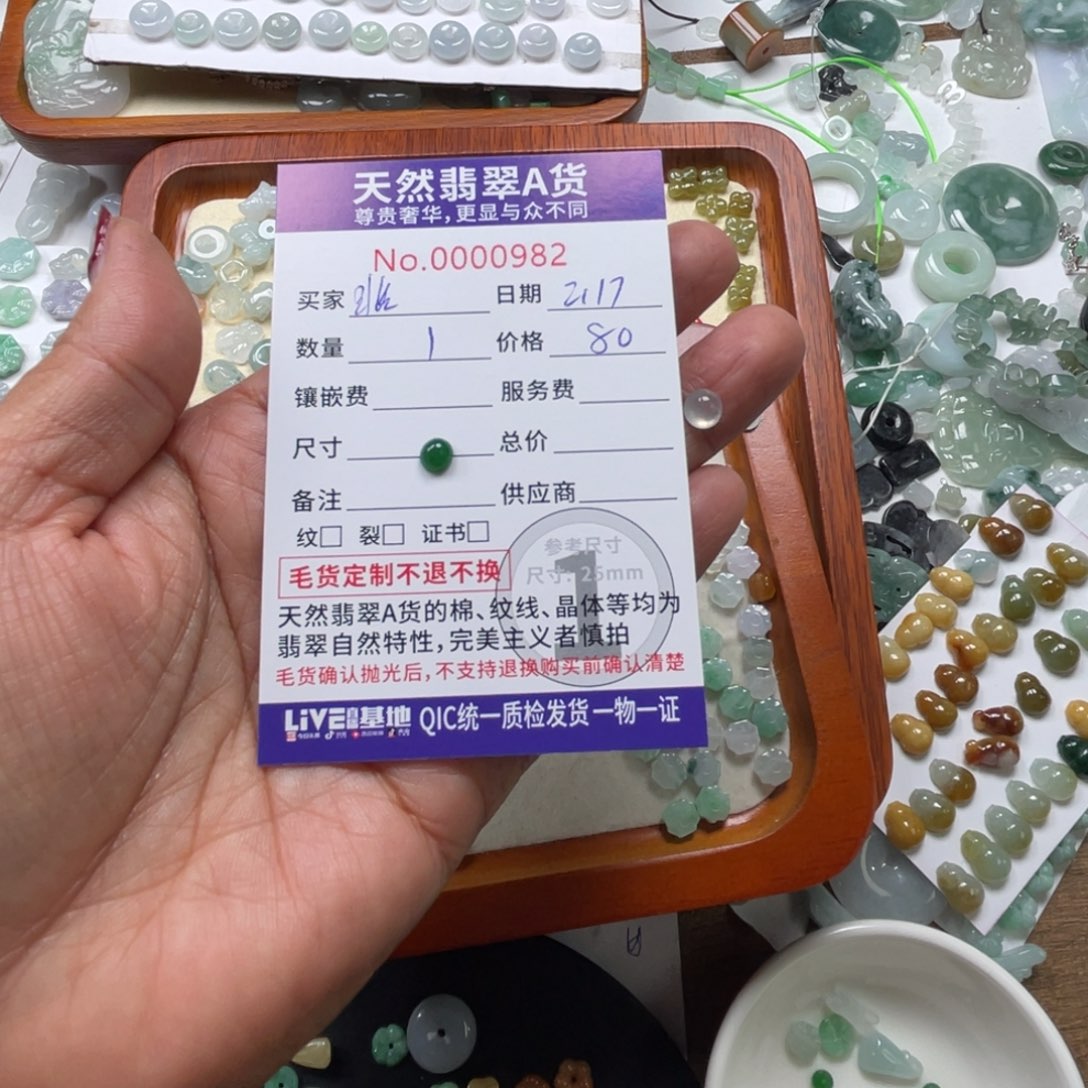 天然翡翠A货
尊贵奢华,更显与众不同
No.0000982
买家 日期 2.17
数量 1 价格 80
镶嵌费 服务费
尺寸 总价
备注 供应商
纹□ 裂□ 证书□
参考尺寸
尺寸: 25mm
毛货定制不退不换
天然翡翠A货的棉、纹线、晶体等均为
翡翠自然特性,完美主义者慎拍
毛货确认抛光后,不支持退换购买前确认清楚
LiVE直播基地 QIC统一质检发货一物一证